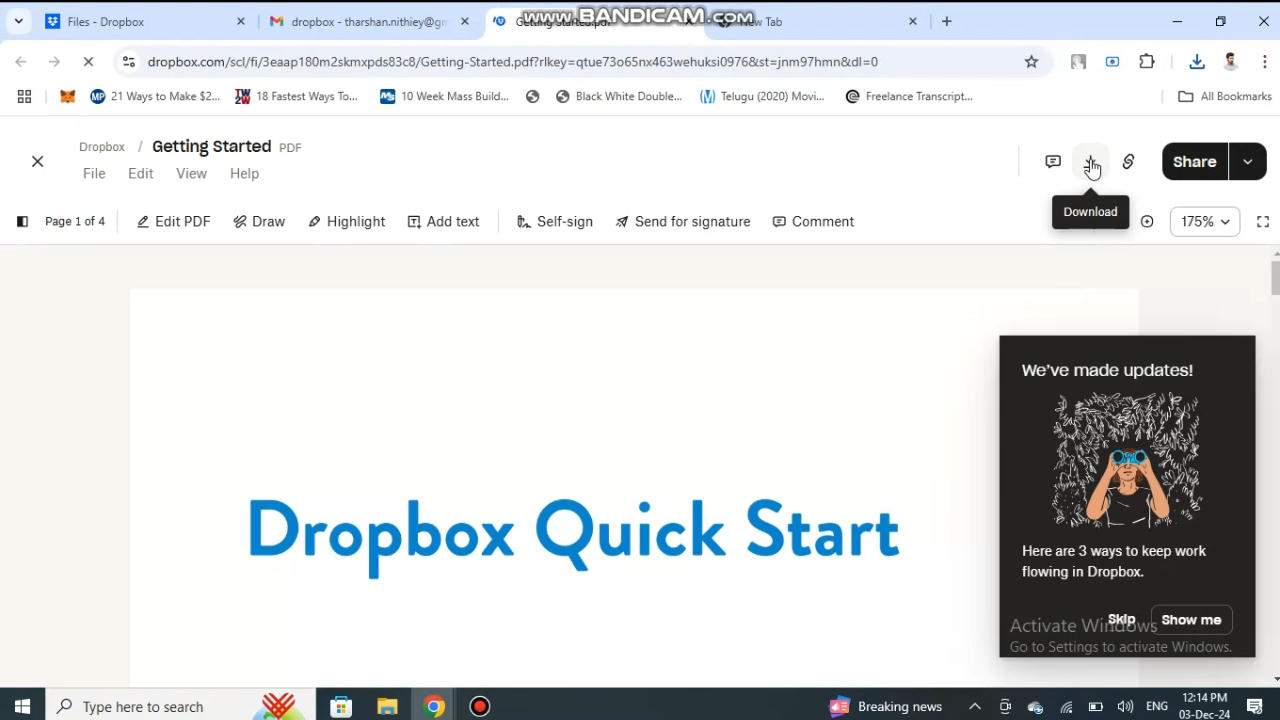 Files - Dropbox
dropbox - tharshan.nithiey@gm
Getting Started.pdf
New Tab
www.BANDICAM.com
dropbox.com/scl/fi/3eaap180m2skmxpds83c8/Getting-Started.pdf?rlkey=qtue73o65nx463wehuksi0976&st=jnm97hmn&dl=0
21 Ways to Make $2...
18 Fastest Ways To...
10 Week Mass Build...
Black White Double...
Telugu (2020) Movi...
Freelance Transcript...
All Bookmarks
Dropbox / Getting Started PDF
File Edit View Help
Share
Download
Page 1 of 4
Edit PDF
Draw
Highlight
Add text
Self-sign
Send for signature
Comment
175%
Dropbox Quick Start
We've made updates!
Here are 3 ways to keep work
flowing in Dropbox.
Skip
Show me
Activate Windows
Go to Settings to activate Windows.
Type here to search
Breaking news
ENG
12:14 PM
03-Dec-24